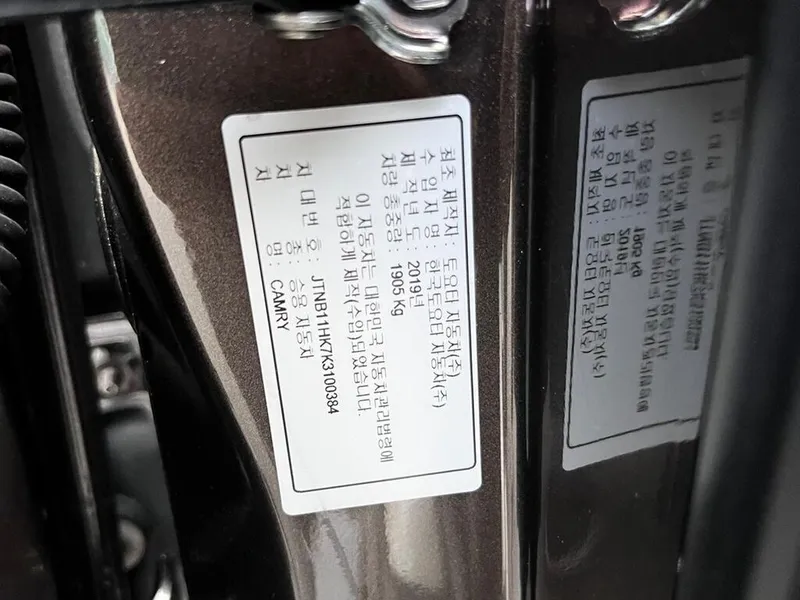 최초 제작자 : 토요타 자동차(주)
수 입 자 명 : 한국토요타 자동차(주)
제 작 년 도 : 2019년
차량 총중량 : 1905 Kg
이 자동차는 대한민국 자동차관리법령에
적합하게 제작(수입)되었습니다.
차 대 번 호 : JTNB11HK7K3100384
차 종 : 승용 자동차
차 명 : CAMRY